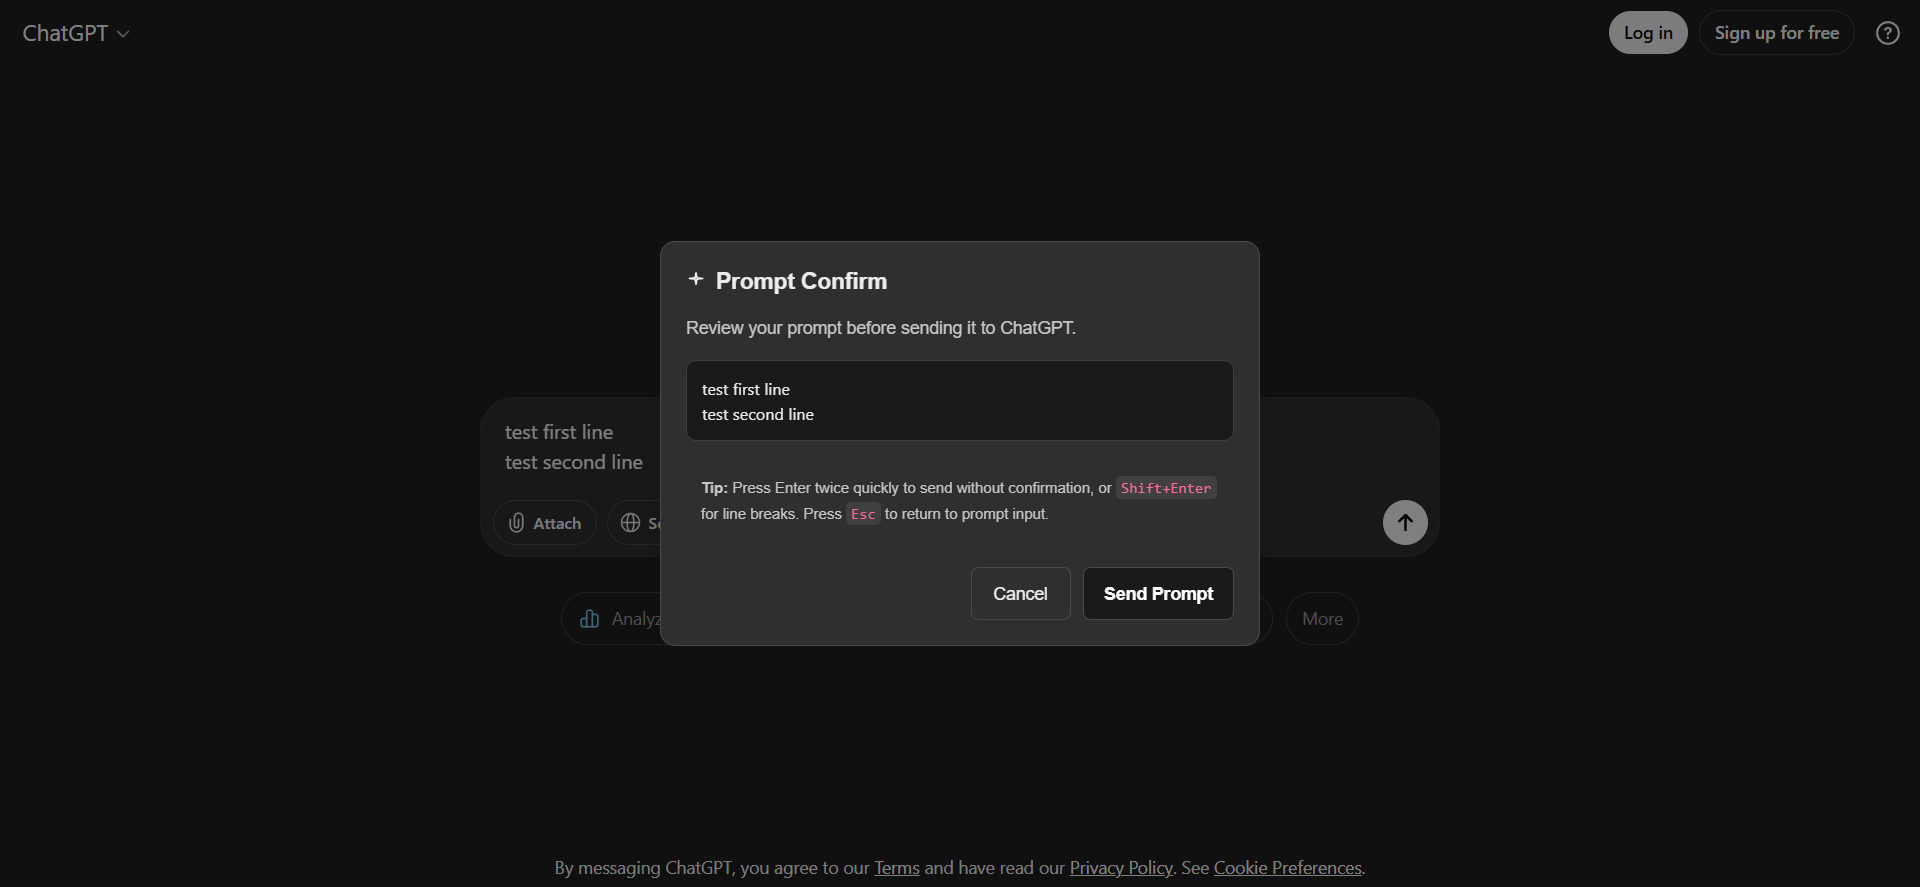 ChatGPT
Log in
Sign up for free
?
Prompt Confirm
Review your prompt before sending it to ChatGPT.
test first line
test second line
Tip: Press Enter twice quickly to send without confirmation, or Shift+Enter
for line breaks. Press Esc to return to prompt input.
Cancel
Send Prompt
test first line
test second line
Attach
More
By messaging ChatGPT, you agree to our Terms and have read our Privacy Policy. See Cookie Preferences.